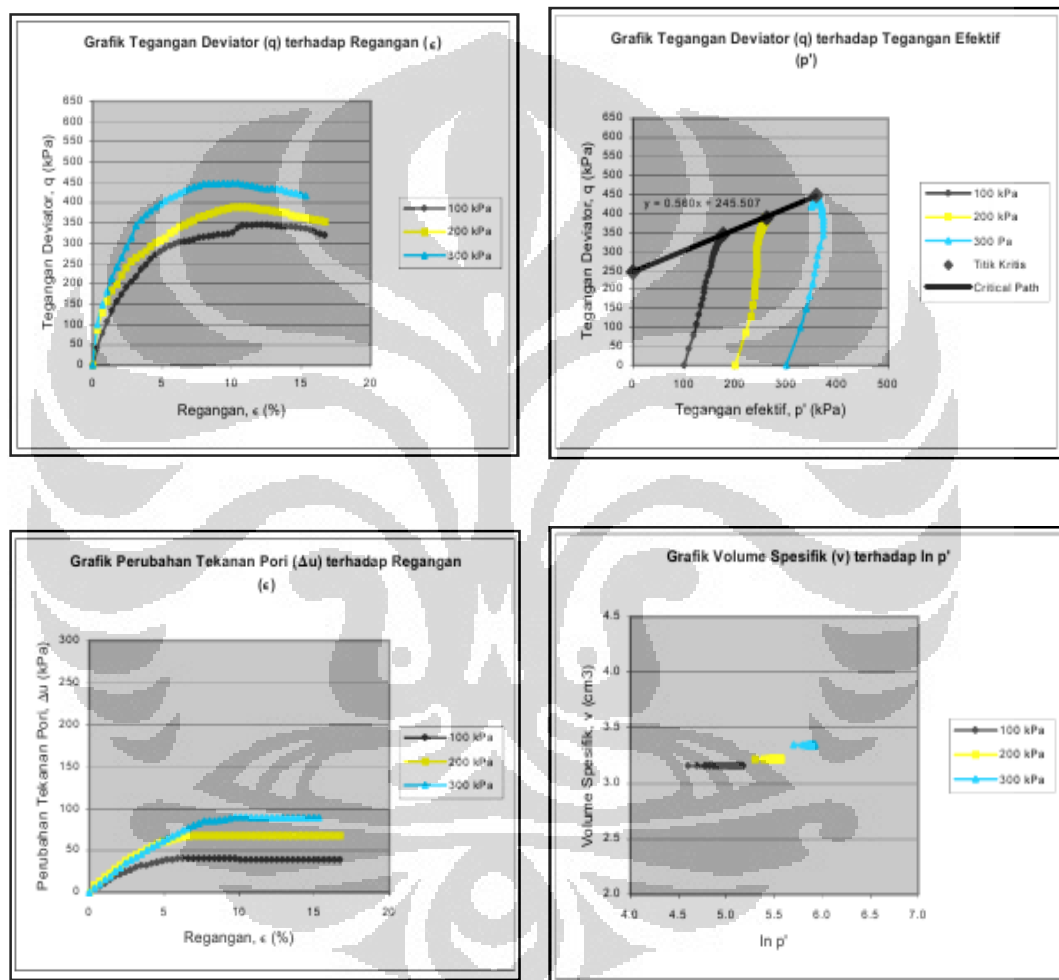 Grafik Tegangan Deviator (q) terhadap Regangan (ϵ)
Tegangan Deviator, q (kPa)
650
600
550
500
450
400
350
300
250
200
150
100
50
0
0 5 10 15 20
Regangan, ϵ (%)
100 kPa
200 kPa
300 kPa
Grafik Tegangan Deviator (q) terhadap Tegangan Efektif
(p')
Tegangan Deviator, q (kPa)
650
600
550
500
450
400
350
300
250
200
150
100
50
0
y = 0.560x + 245.507
0 100 200 300 400 500
Tegangan efektif, p' (kPa)
100 kPa
200 kPa
300 Pa
Titik Kritis
Critical Path
Grafik Perubahan Tekanan Pori (Δu) terhadap Regangan
(ϵ)
Perubahan Tekanan Pori, Δu (kPa)
300
250
200
150
100
50
0
0 5 10 15 20
Regangan, ϵ (%)
100 kPa
200 kPa
300 kPa
Grafik Volume Spesifik (v) terhadap ln p'
Volume Spesifik, v (cm3)
4.5
4.0
3.5
3.0
2.5
2.0
4.0 4.5 5.0 5.5 6.0 6.5 7.0
ln p'
100 kPa
200 kPa
300 kPa